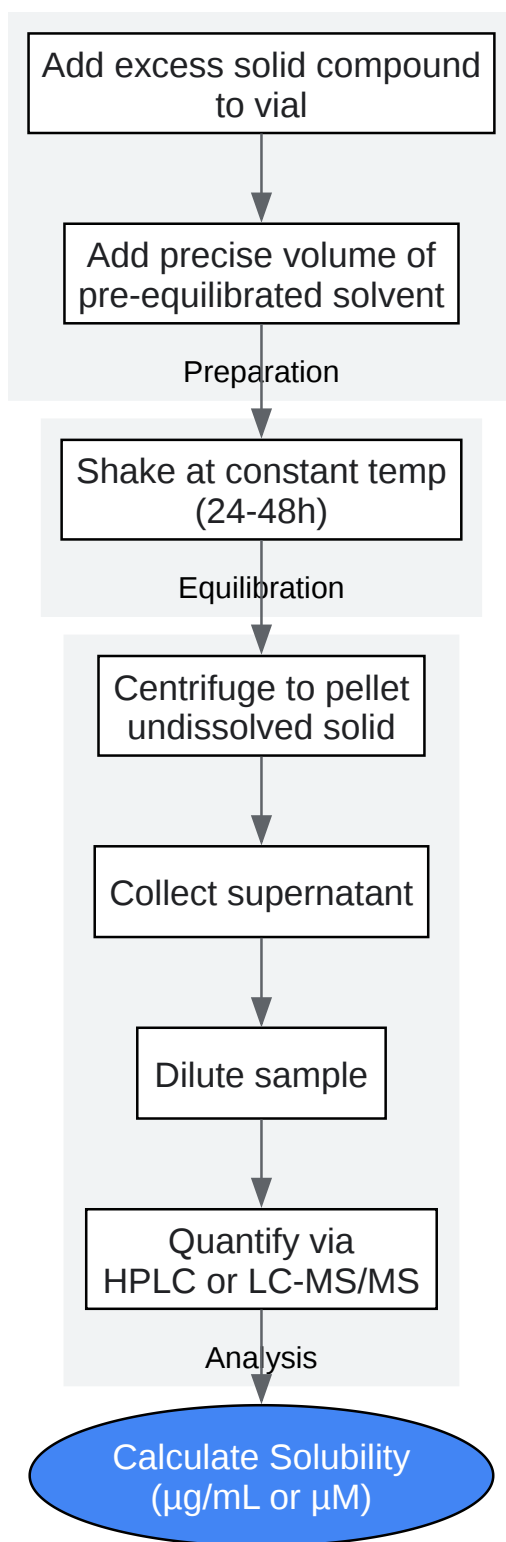 Add excess solid compound
to vial
Add precise volume of
pre-equilibrated solvent
Preparation
Shake at constant temp
(24-48h)
Equilibration
Centrifuge to pellet
undissolved solid
Collect supernatant
Dilute sample
Quantify via
HPLC or LC-MS/MS
Analysis
Calculate Solubility
(µg/mL or µM)